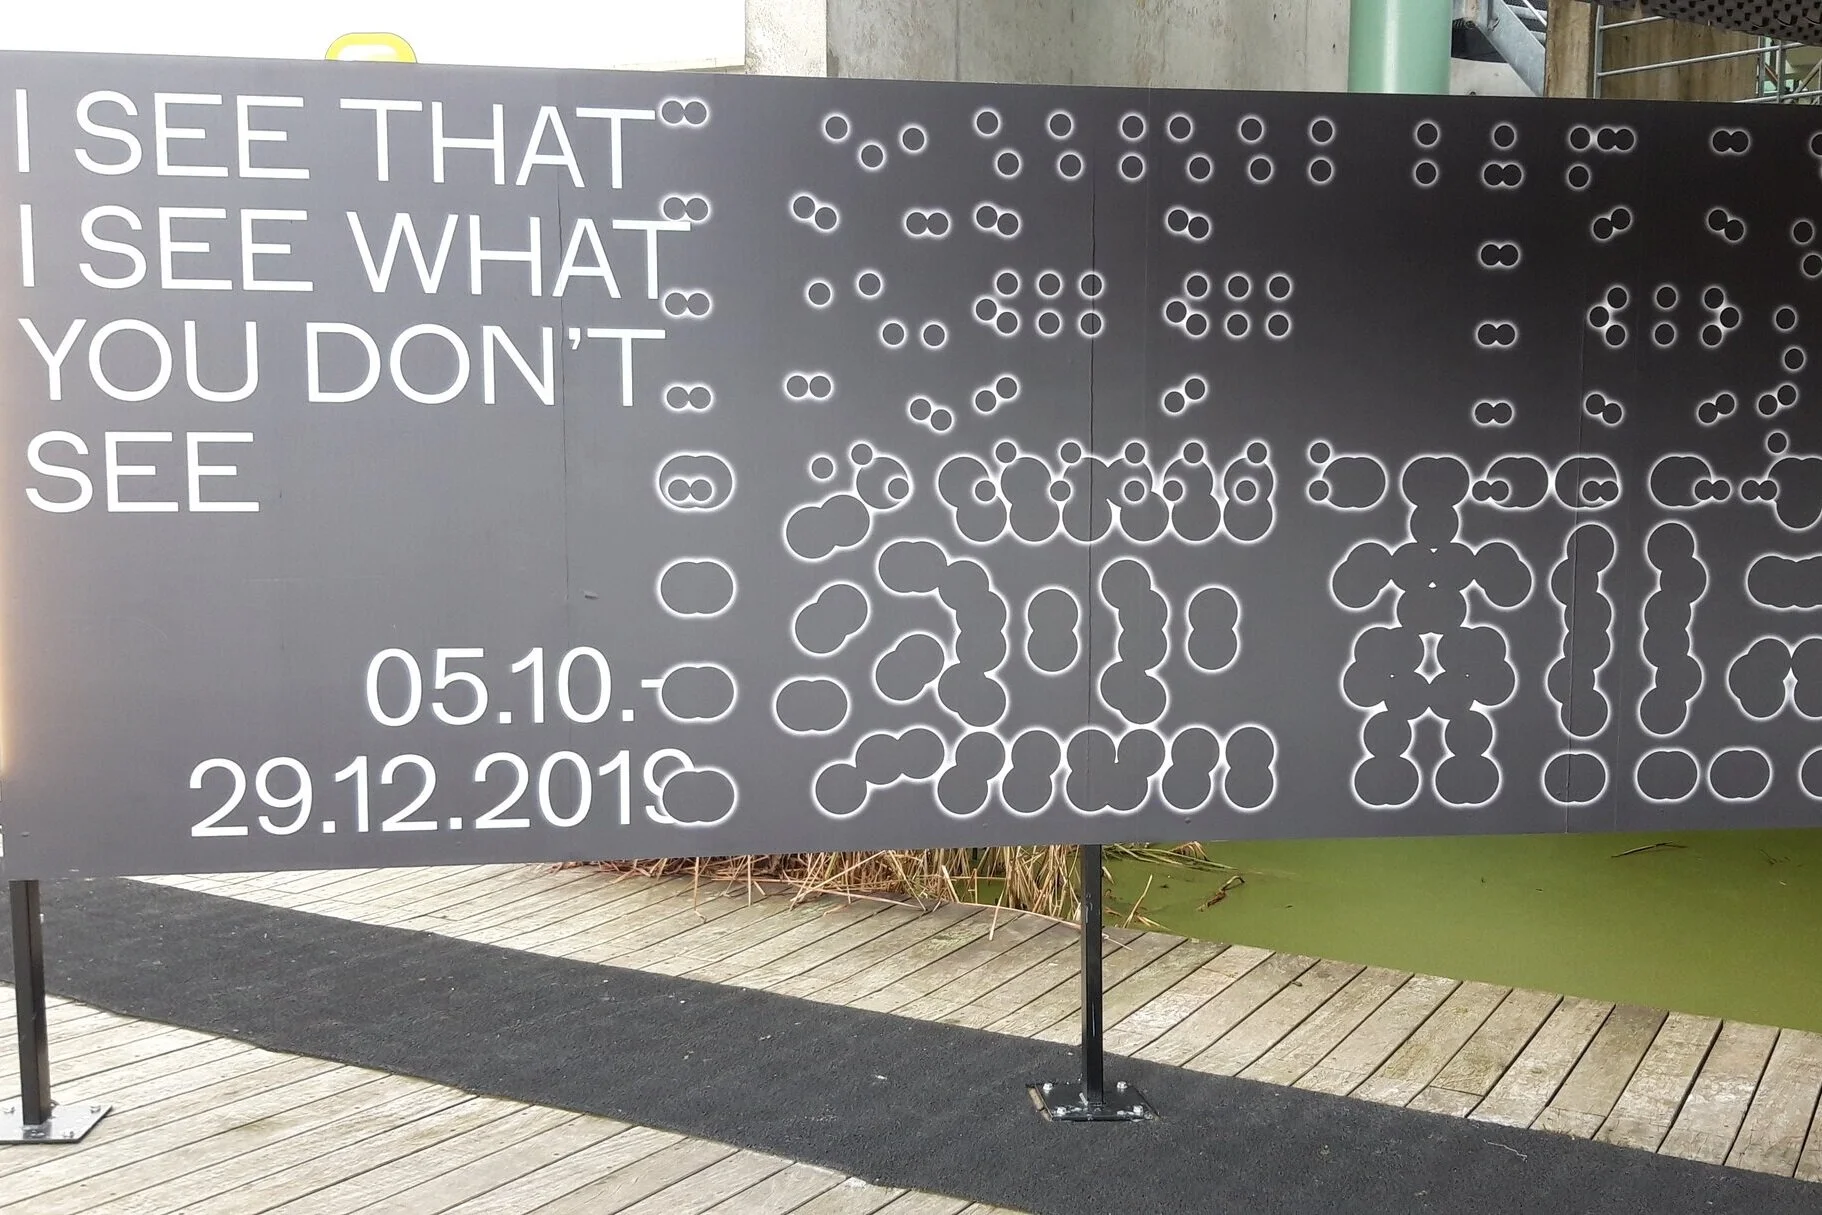 I SEE THAT
I SEE WHAT
YOU DON'T
SEE
05.10.-
29.12.2019